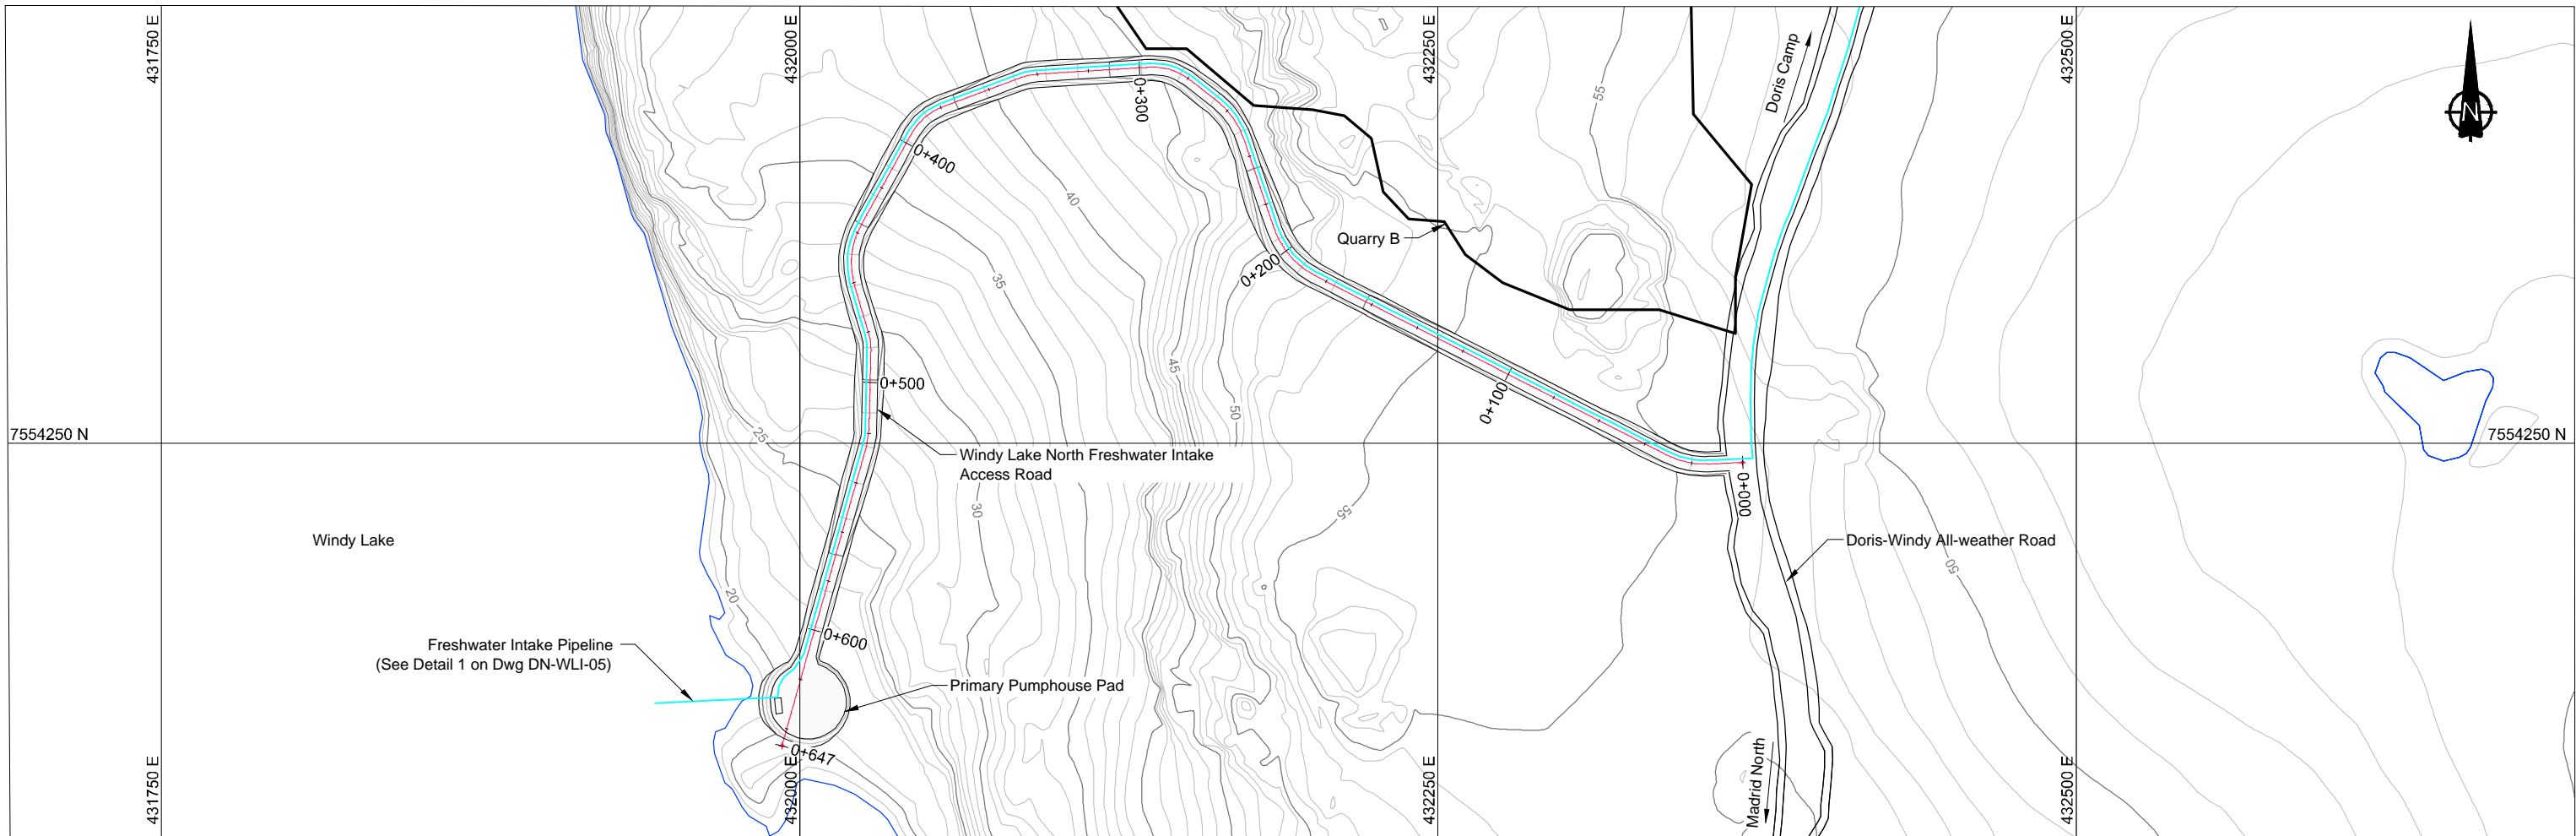 431750 E
432000 E
432250 E
432500 E
Doris Camp
N
55
0+300
0+400
40
Quarry B
0+200
35
45
0+100
0+500
50
7554250 N
7554250 N
25
Windy Lake North Freshwater Intake
Access Road
0+000
30
55
Windy Lake
Doris-Windy All-weather Road
50
20
0+600
Freshwater Intake Pipeline
(See Detail 1 on Dwg DN-WLI-05)
Primary Pumphouse Pad
0+647
Madrid North
431750 E
432000 E
432250 E
432500 E